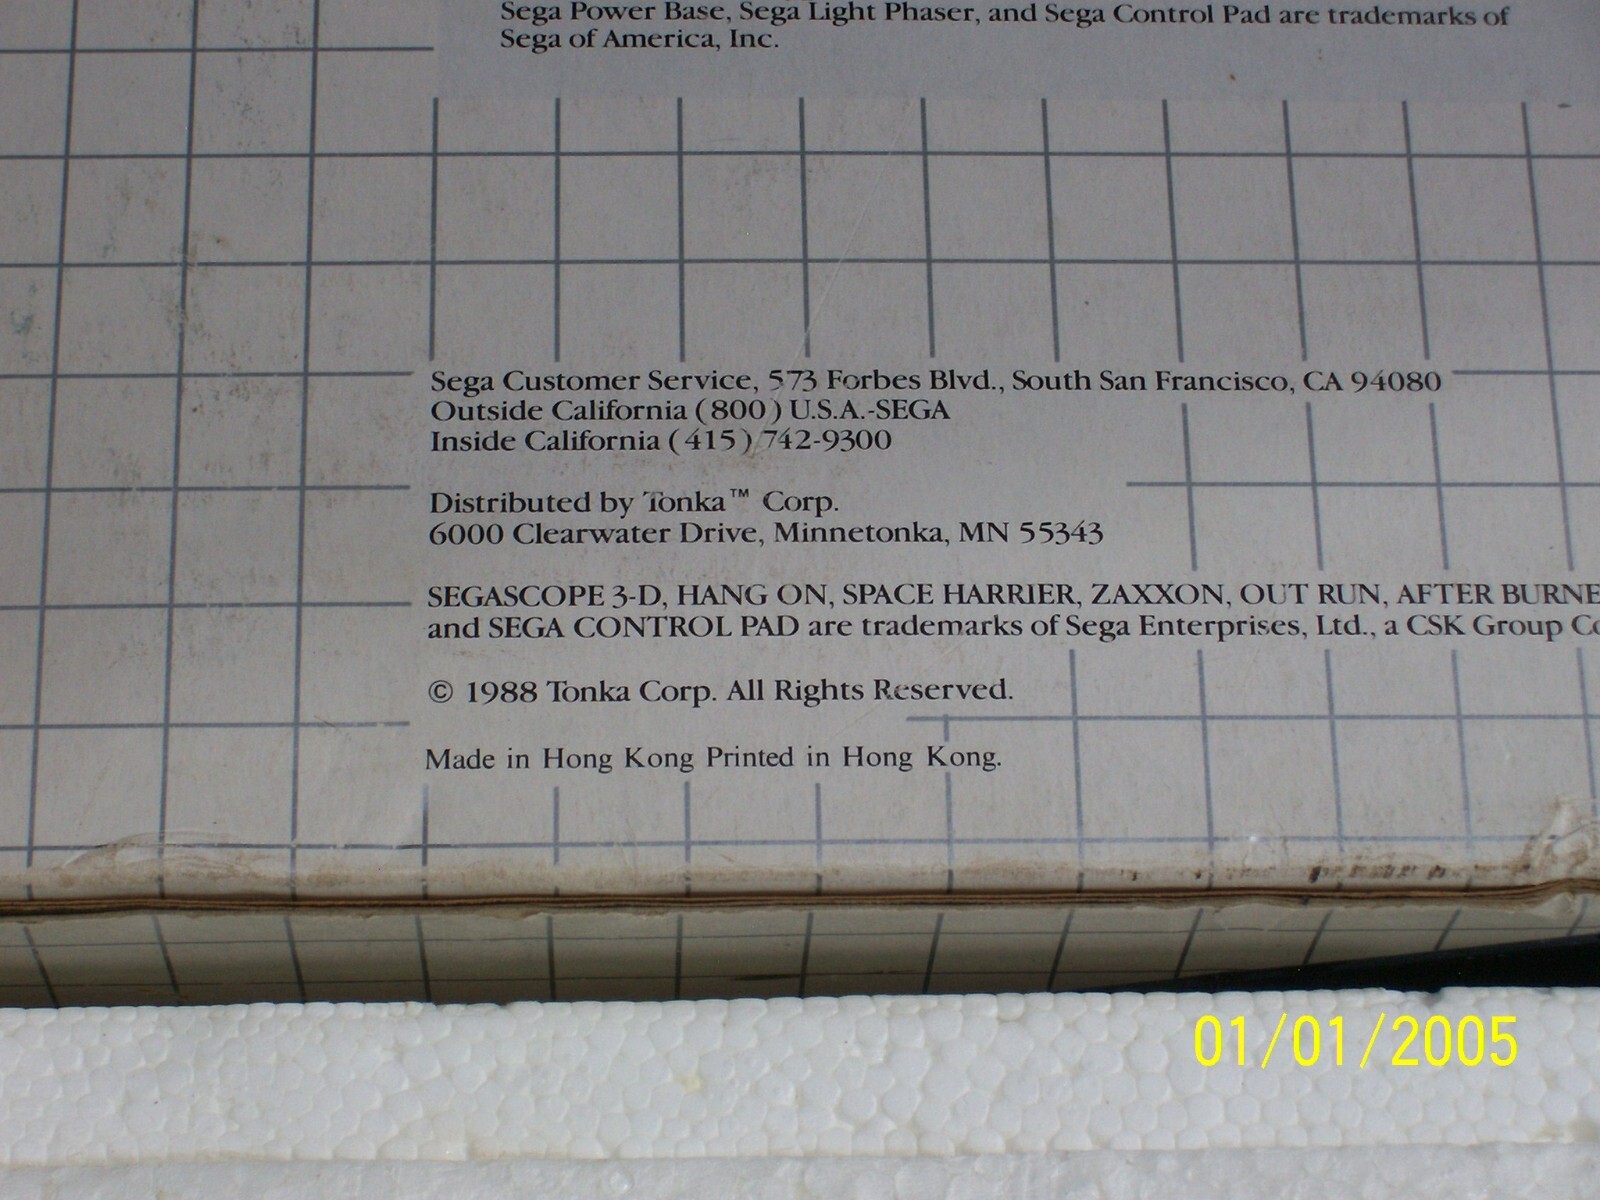 Sega Power Base, Sega Light Phaser, and Sega Control Pad are trademarks of
Sega of America, Inc.
Sega Customer Service, 573 Forbes Blvd., South San Francisco, CA 94080
Outside California (800) U.S.A.-SEGA
Inside California (415) 742-9300
Distributed by Tonka™ Corp.
6000 Clearwater Drive, Minnetonka, MN 55343
SEGASCOPE 3-D, HANG ON, SPACE HARRIER, ZAXXON, OUT RUN, AFTER BURNE
and SEGA CONTROL PAD are trademarks of Sega Enterprises, Ltd., a CSK Group
© 1988 Tonka Corp. All Rights Reserved.
Made in Hong Kong Printed in Hong Kong.
01/01/2005